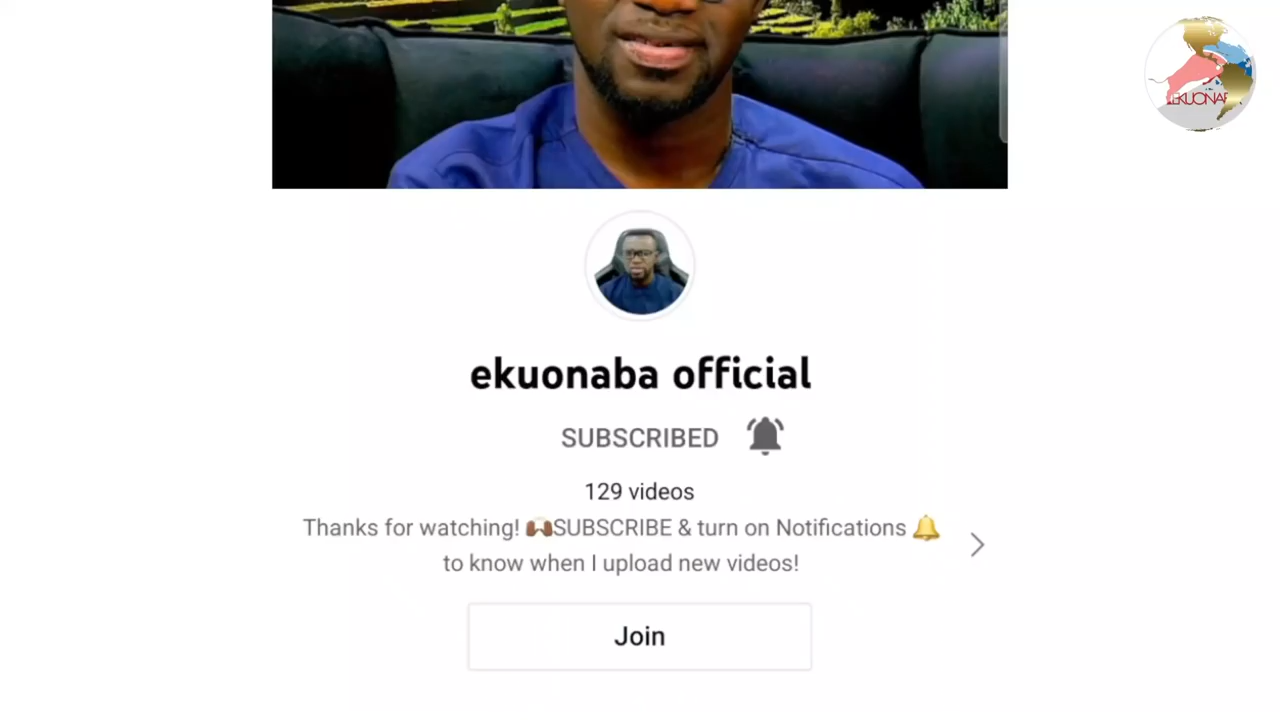 ekuonaba official
SUBSCRIBED
129 videos
Thanks for watching! 🙌🏾SUBSCRIBE & turn on Notifications 🔔
to know when I upload new videos!
Join